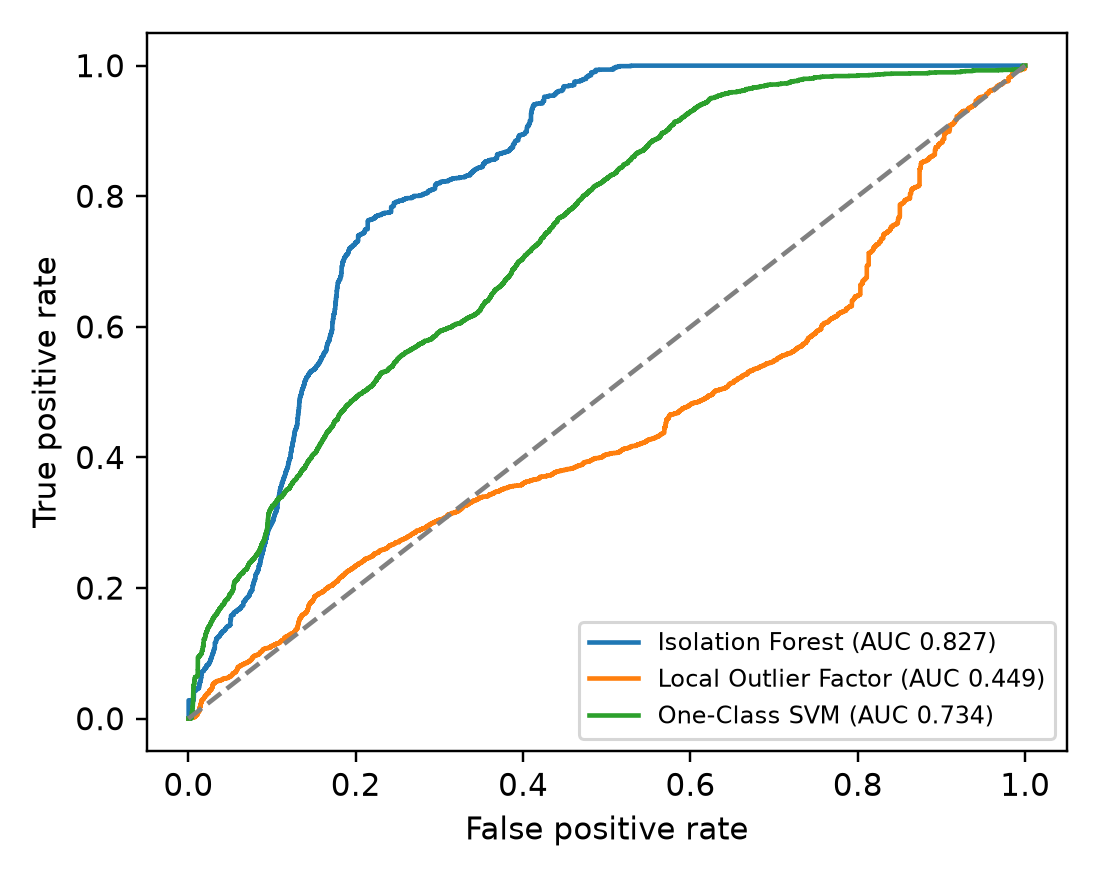 1.0
0.8
0.6
0.4
0.2
0.0
True positive rate
Isolation Forest (AUC 0.827)
Local Outlier Factor (AUC 0.449)
One-Class SVM (AUC 0.734)
0.0 0.2 0.4 0.6 0.8 1.0
False positive rate